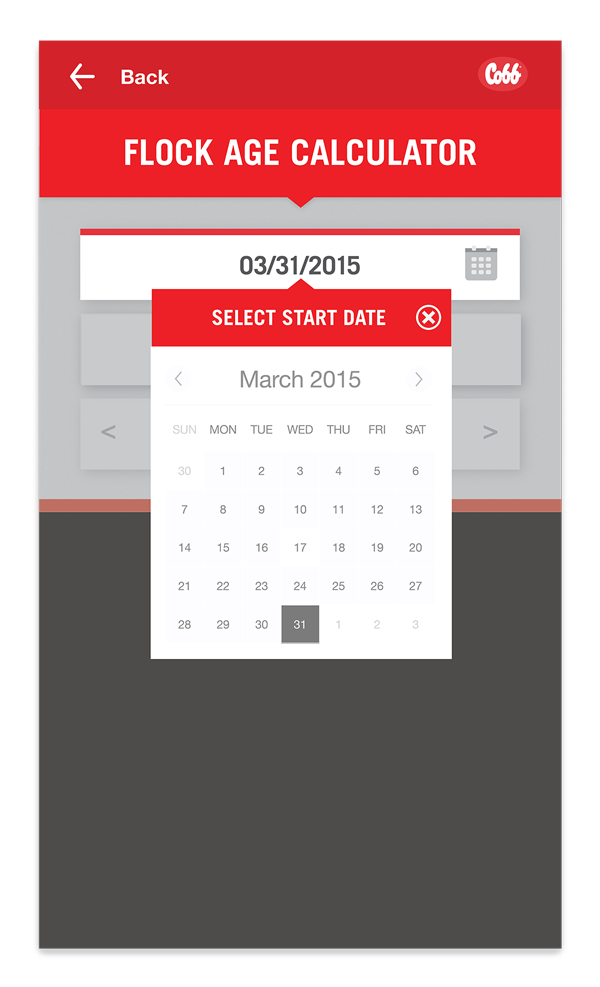 Back
Cobb
FLOCK AGE CALCULATOR
03/31/2015
SELECT START DATE
March 2015
SUN MON TUE WED THU FRI SAT
30 1 2 3 4 5 6
7 8 9 10 11 12 13
14 15 16 17 18 19 20
21 22 23 24 25 26 27
28 29 30 31 1 2 3